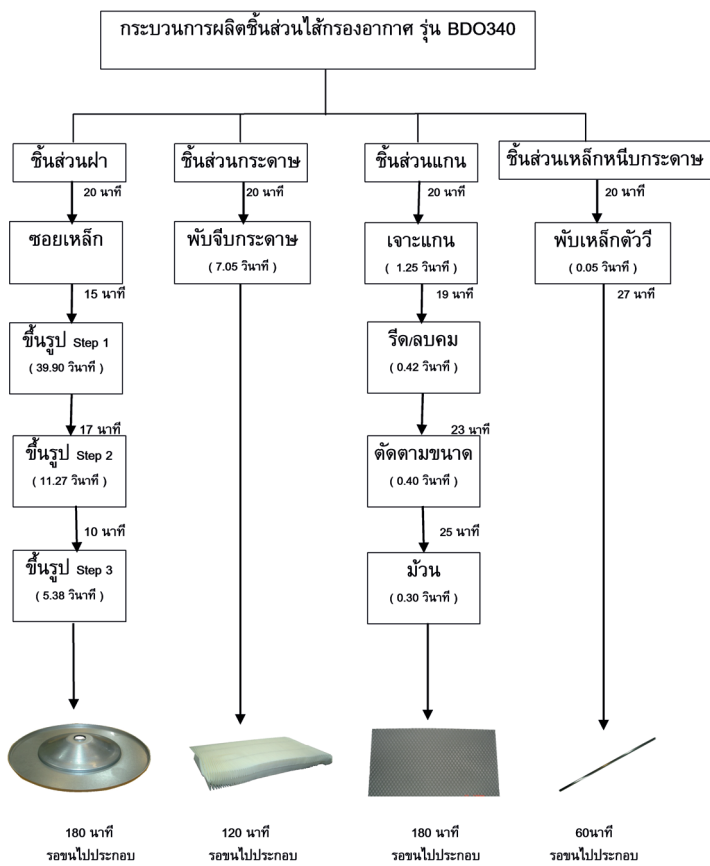 กระบวนการผลิตชิ้นส่วนไส้กรองอากาศ รุ่น BDO340
ชิ้นส่วนฝา
20 นาที
ซอยเหล็ก
15 นาที
ขึ้นรูป Step 1
( 39.90 วินาที )
17 นาที
ขึ้นรูป Step 2
( 11.27 วินาที )
10 นาที
ขึ้นรูป Step 3
( 5.38 วินาที )
180 นาที
รอขนไปประกอบ
ชิ้นส่วนกระดาษ
20 นาที
พับจีบกระดาษ
( 7.05 วินาที )
120 นาที
รอขนไปประกอบ
ชิ้นส่วนแกน
20 นาที
เจาะแกน
( 1.25 วินาที )
19 นาที
รีด/ลบคม
( 0.42 วินาที )
23 นาที
ตัดตามขนาด
( 0.40 วินาที )
25 นาที
ม้วน
( 0.30 วินาที )
180 นาที
รอขนไปประกอบ
ชิ้นส่วนเหล็กหนีบกระดาษ
20 นาที
พับเหล็กตัววี
( 0.05 วินาที )
27 นาที
60นาที
รอขนไปประกอบ